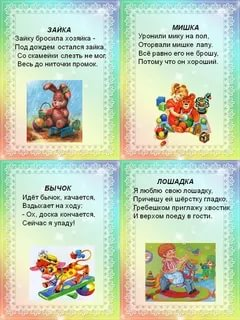 ЗАЙКА
Зайку бросила хозяйка -
Под дождем остался зайка,
Со скамейки слезть не мог,
Весь до ниточки промок.
МИШКА
Уронили мику на пол,
Оторвали мишке лапу.
Всё равно его не брошу,
Потому что он хороший.
БЫЧОК
Идёт бычок, качается,
Вздыхает на ходу:
- Ох, доска кончается,
Сейчас я упаду!
ЛОШАДКА
Я люблю свою лошадку,
Причешу ей шёрстку гладко,
Гребешком приглажу хвостик
И верхом поеду в гости.